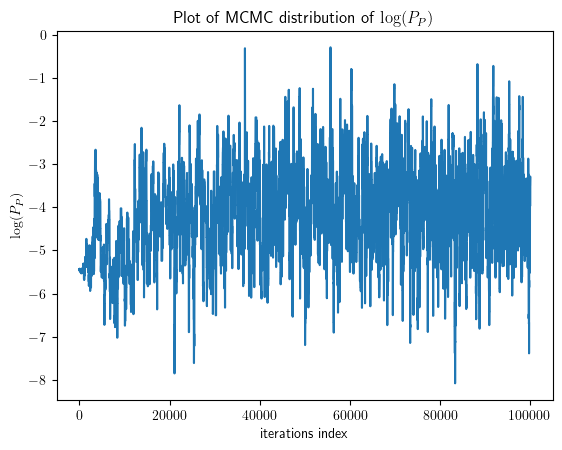 Plot of MCMC distribution of log(P_P)
0
−1
−2
−3
−4
−5
−6
−7
−8
log(P_P)
0 20000 40000 60000 80000 100000
iterations index